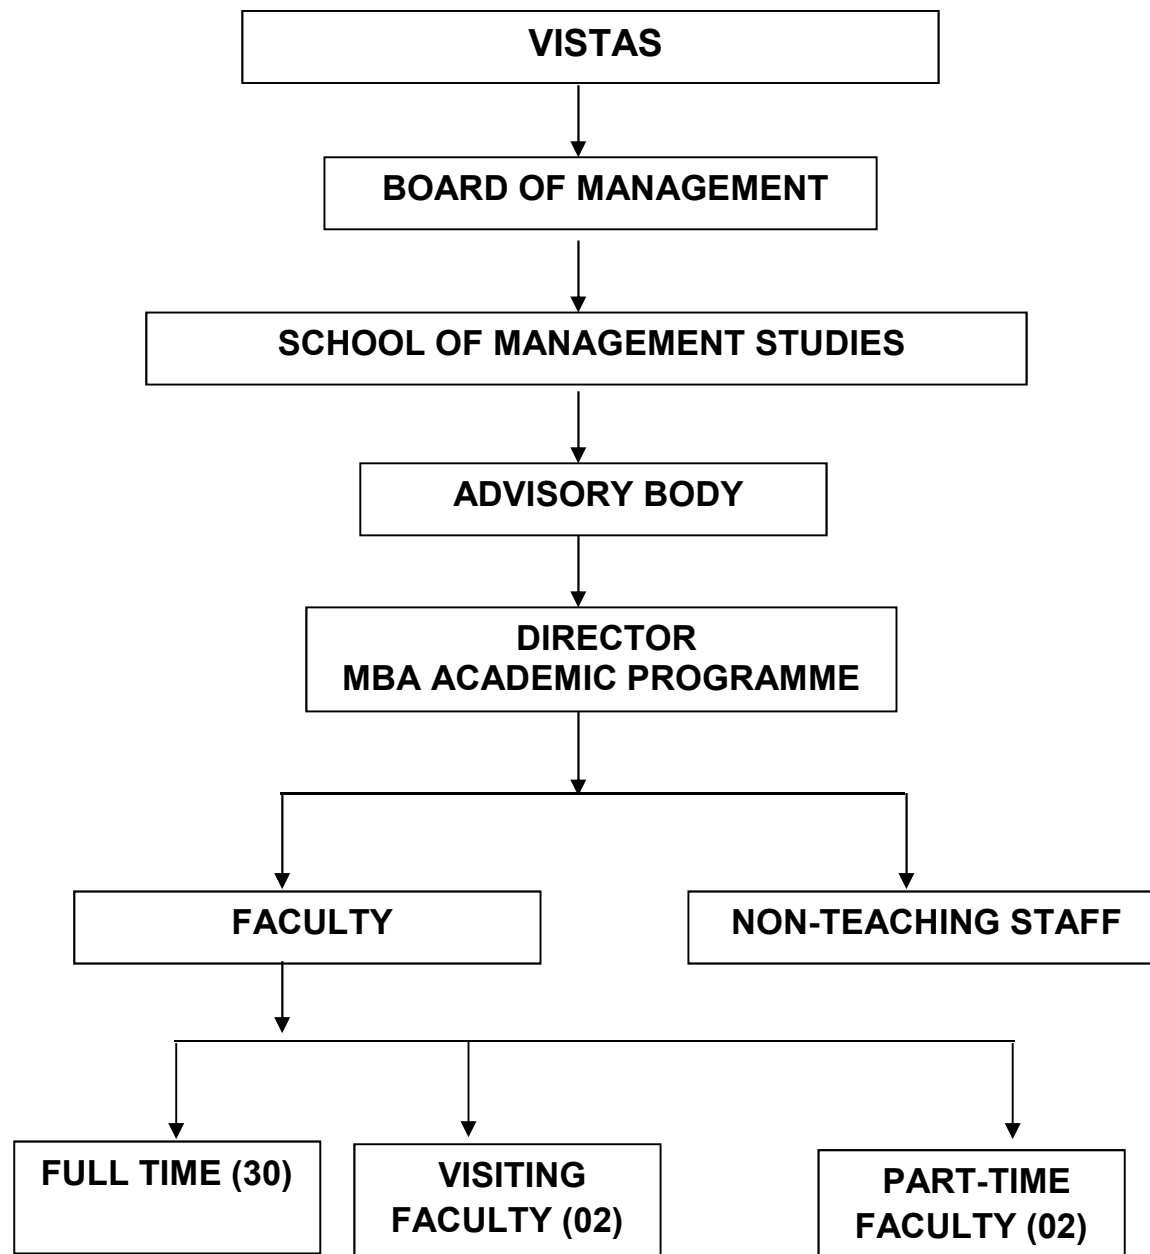 VISTAS
BOARD OF MANAGEMENT
SCHOOL OF MANAGEMENT STUDIES
ADVISORY BODY
DIRECTOR
MBA ACADEMIC PROGRAMME
FACULTY
NON-TEACHING STAFF
FULL TIME (30)
VISITING
FACULTY (02)
PART-TIME
FACULTY (02)